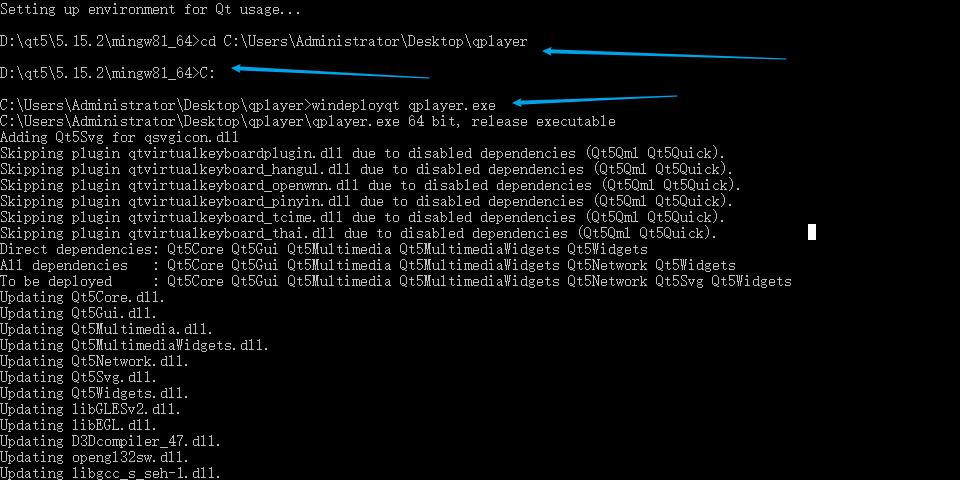 Setting up environment for Qt usage...
D:\qt5\5.15.2\mingw81_64>cd C:\Users\Administrator\Desktop\qplayer
D:\qt5\5.15.2\mingw81_64>C:
C:\Users\Administrator\Desktop\qplayer>windeployqt qplayer.exe
C:\Users\Administrator\Desktop\qplayer\qplayer.exe 64 bit, release executable
Adding Qt5Svg for qsvgicon.dll
Skipping plugin qtvirtualkeyboardplugin.dll due to disabled dependencies (Qt5Qml Qt5Quick).
Skipping plugin qtvirtualkeyboard_hangul.dll due to disabled dependencies (Qt5Qml Qt5Quick).
Skipping plugin qtvirtualkeyboard_openwnn.dll due to disabled dependencies (Qt5Qml Qt5Quick).
Skipping plugin qtvirtualkeyboard_pinyin.dll due to disabled dependencies (Qt5Qml Qt5Quick).
Skipping plugin qtvirtualkeyboard_tcime.dll due to disabled dependencies (Qt5Qml Qt5Quick).
Skipping plugin qtvirtualkeyboard_thai.dll due to disabled dependencies (Qt5Qml Qt5Quick).
Direct dependencies: Qt5Core Qt5Gui Qt5Multimedia Qt5MultimediaWidgets Qt5Widgets
All dependencies   : Qt5Core Qt5Gui Qt5Multimedia Qt5MultimediaWidgets Qt5Network Qt5Widgets
To be deployed     : Qt5Core Qt5Gui Qt5Multimedia Qt5MultimediaWidgets Qt5Network Qt5Svg Qt5Widgets
Updating Qt5Core.dll.
Updating Qt5Gui.dll.
Updating Qt5Multimedia.dll.
Updating Qt5MultimediaWidgets.dll.
Updating Qt5Network.dll.
Updating Qt5Svg.dll.
Updating Qt5Widgets.dll.
Updating libGLESv2.dll.
Updating libEGL.dll.
Updating D3Dcompiler_47.dll.
Updating opengl32sw.dll.
Updating libgcc_s_seh-1.dll.